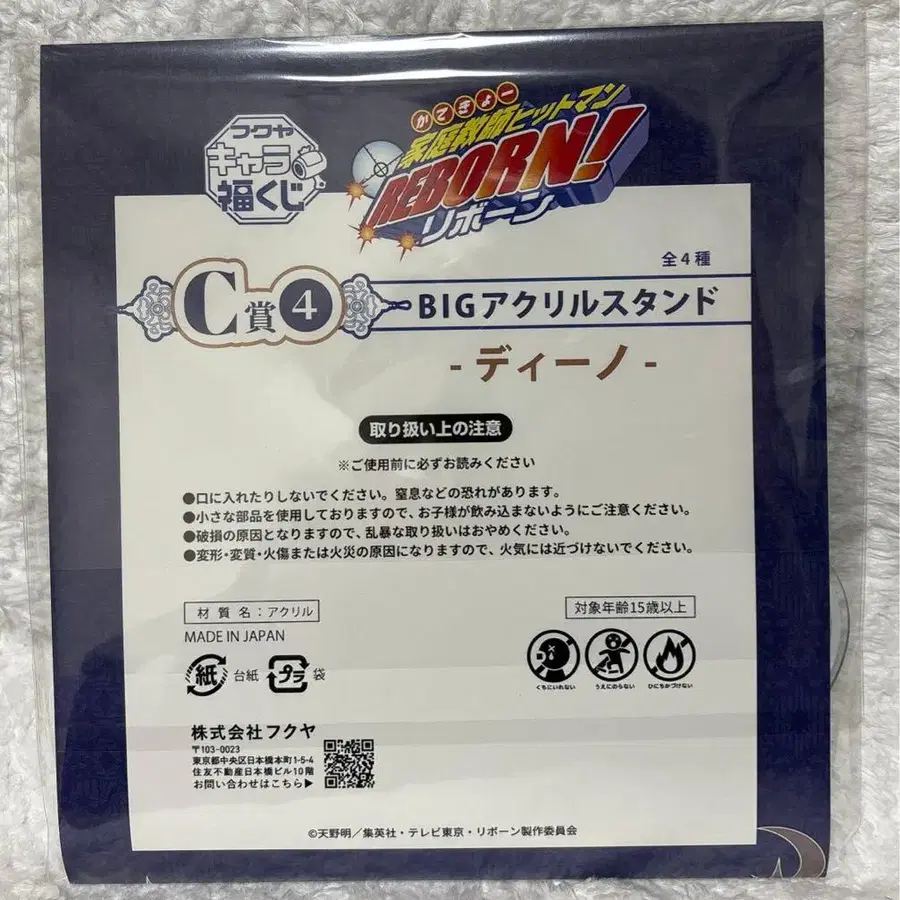 フクヤ
キャラ
福くじ
かてきょー
家庭教師ヒットマン
REBORN!
リボーン
全4種
C賞4
BIGアクリルスタンド
- ディーノ -
取り扱い上の注意
※ご使用前に必ずお読みください
●口に入れたりしないでください。窒息などの恐れがあります。
●小さな部品を使用しておりますので、お子様が飲み込まないようにご注意ください。
●破損の原因となりますので、乱暴な取り扱いはおやめください。
●変形・変質・火傷または火災の原因になりますので、火気には近づけないでください。
材質名：アクリル
対象年齢15歳以上
MADE IN JAPAN
紙 台紙 プラ 袋
くちにいれない うえにのらない ひにちかづけない
株式会社フクヤ
〒103-0023
東京都中央区日本橋本町1-5-4
住友不動産日本橋ビル10階
お問い合わせはこちら▶
©天野明／集英社・テレビ東京・リボーン製作委員会